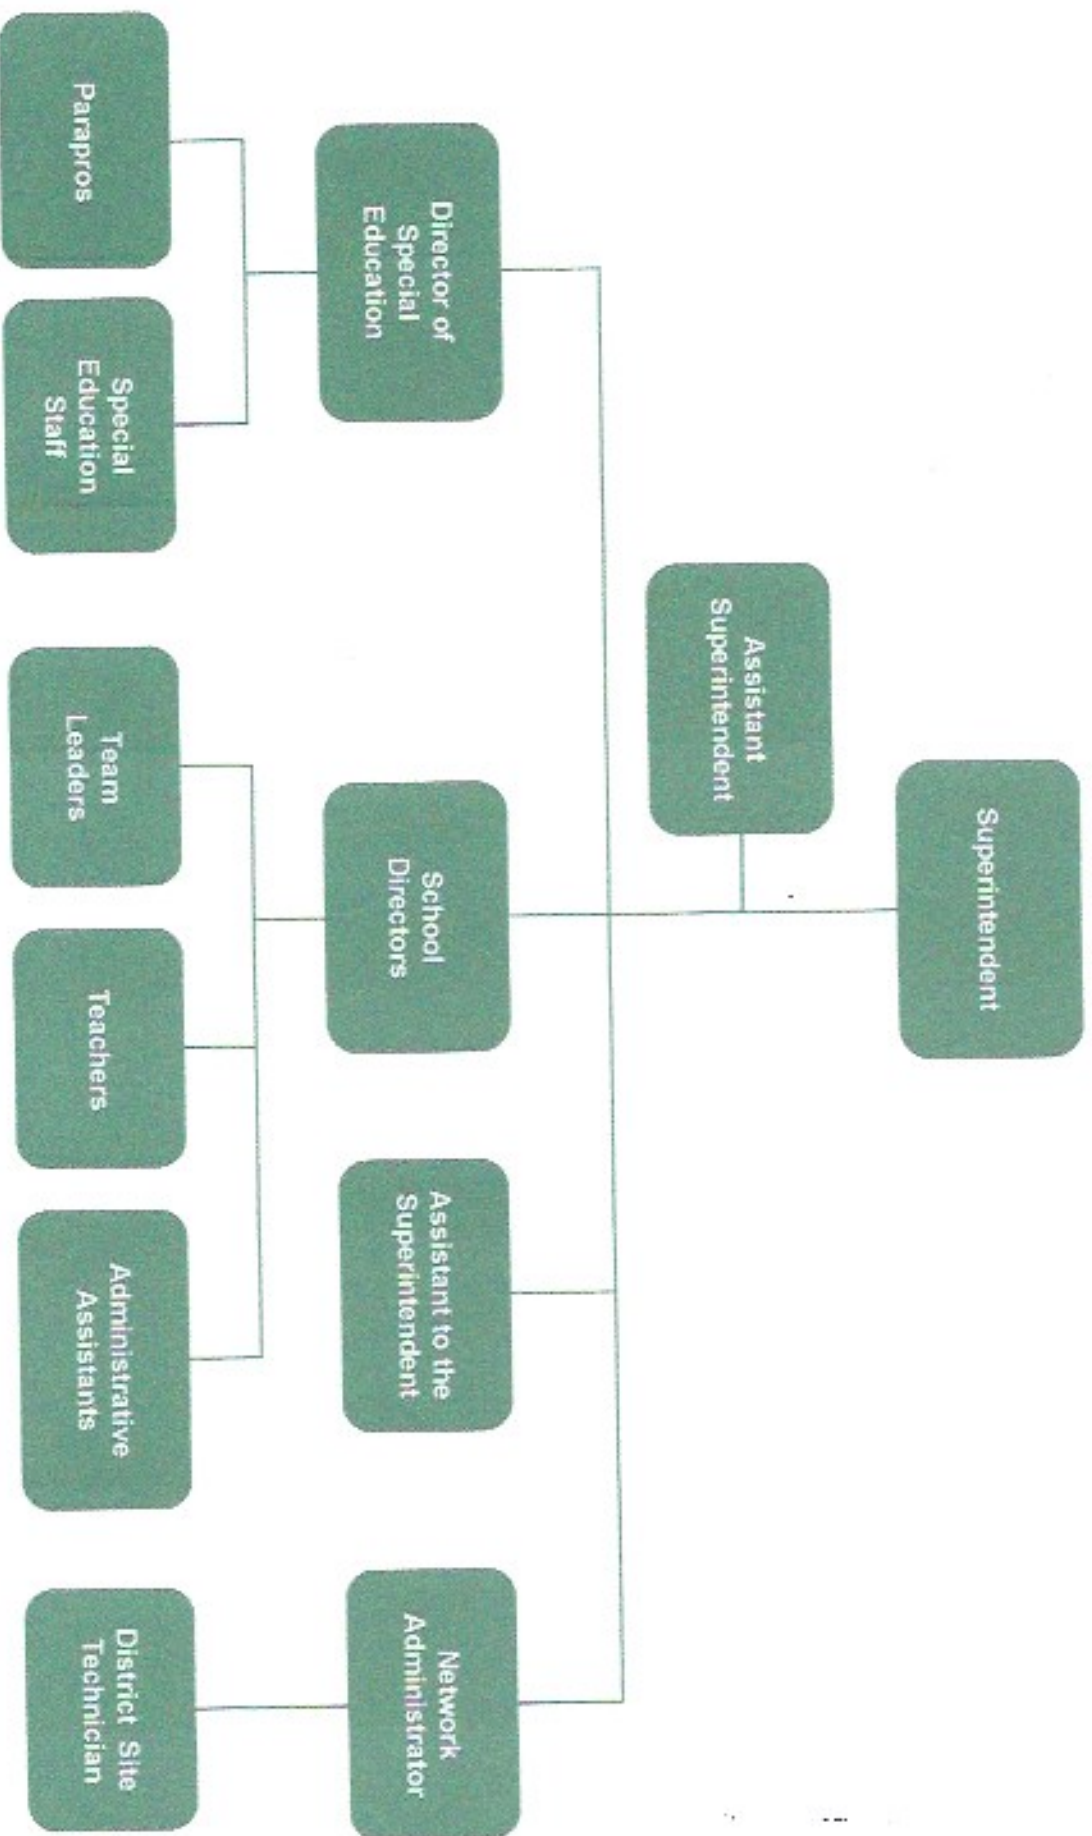 Superintendent
Assistant
Superintendent
Director of
Special
Education
School
Directors
Assistant to the
Superintendent
Network
Administrator
Parapros
Special
Education
Staff
Team
Leaders
Teachers
Administrative
Assistants
District Site
Technician